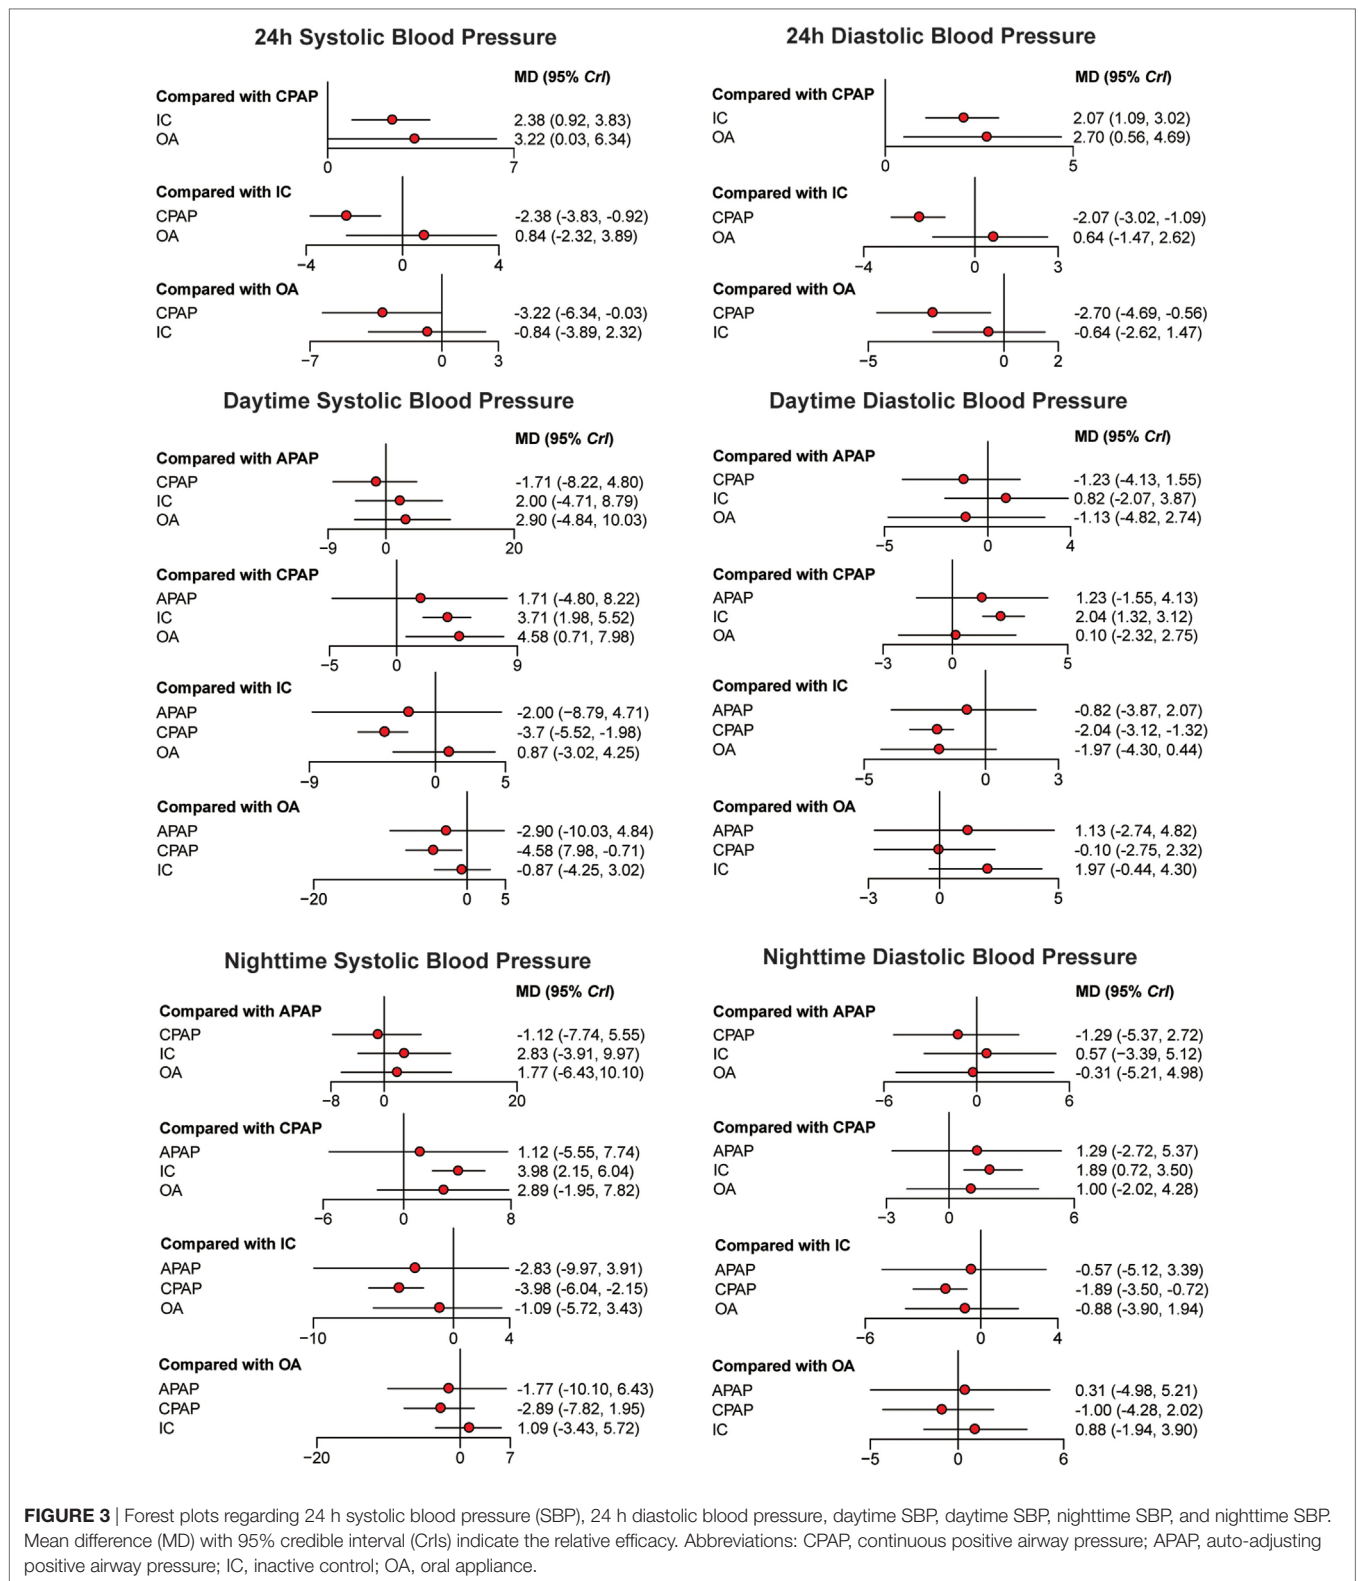 24h Systolic Blood Pressure
MD (95% CrI)
Compared with CPAP
IC 2.38 (0.92, 3.83)
OA 3.22 (0.03, 6.34)
0 7
Compared with IC
CPAP -2.38 (-3.83, -0.92)
OA 0.84 (-2.32, 3.89)
−4 0 4
Compared with OA
CPAP -3.22 (-6.34, -0.03)
IC -0.84 (-3.89, 2.32)
−7 0 3
24h Diastolic Blood Pressure
MD (95% CrI)
Compared with CPAP
IC 2.07 (1.09, 3.02)
OA 2.70 (0.56, 4.69)
0 5
Compared with IC
CPAP -2.07 (-3.02, -1.09)
OA 0.64 (-1.47, 2.62)
−4 0 3
Compared with OA
CPAP -2.70 (-4.69, -0.56)
IC -0.64 (-2.62, 1.47)
−5 0 2
Daytime Systolic Blood Pressure
MD (95% CrI)
Compared with APAP
CPAP -1.71 (-8.22, 4.80)
IC 2.00 (-4.71, 8.79)
OA 2.90 (-4.84, 10.03)
−9 0 20
Compared with CPAP
APAP 1.71 (-4.80, 8.22)
IC 3.71 (1.98, 5.52)
OA 4.58 (0.71, 7.98)
−5 0 9
Compared with IC
APAP -2.00 (−8.79, 4.71)
CPAP -3.7 (-5.52, -1.98)
OA 0.87 (-3.02, 4.25)
−9 0 5
Compared with OA
APAP -2.90 (-10.03, 4.84)
CPAP -4.58 (7.98, -0.71)
IC -0.87 (-4.25, 3.02)
−20 0 5
Daytime Diastolic Blood Pressure
MD (95% CrI)
Compared with APAP
CPAP -1.23 (-4.13, 1.55)
IC 0.82 (-2.07, 3.87)
OA -1.13 (-4.82, 2.74)
−5 0 4
Compared with CPAP
APAP 1.23 (-1.55, 4.13)
IC 2.04 (1.32, 3.12)
OA 0.10 (-2.32, 2.75)
−3 0 5
Compared with IC
APAP -0.82 (-3.87, 2.07)
CPAP -2.04 (-3.12, -1.32)
OA -1.97 (-4.30, 0.44)
−5 0 3
Compared with OA
APAP 1.13 (-2.74, 4.82)
CPAP -0.10 (-2.75, 2.32)
IC 1.97 (-0.44, 4.30)
−3 0 5
Nighttime Systolic Blood Pressure
MD (95% CrI)
Compared with APAP
CPAP -1.12 (-7.74, 5.55)
IC 2.83 (-3.91, 9.97)
OA 1.77 (-6.43,10.10)
−8 0 20
Compared with CPAP
APAP 1.12 (-5.55, 7.74)
IC 3.98 (2.15, 6.04)
OA 2.89 (-1.95, 7.82)
−6 0 8
Compared with IC
APAP -2.83 (-9.97, 3.91)
CPAP -3.98 (-6.04, -2.15)
OA -1.09 (-5.72, 3.43)
−10 0 4
Compared with OA
APAP -1.77 (-10.10, 6.43)
CPAP -2.89 (-7.82, 1.95)
IC 1.09 (-3.43, 5.72)
−20 0 7
Nighttime Diastolic Blood Pressure
MD (95% CrI)
Compared with APAP
CPAP -1.29 (-5.37, 2.72)
IC 0.57 (−3.39, 5.12)
OA -0.31 (-5.21, 4.98)
−6 0 6
Compared with CPAP
APAP 1.29 (-2.72, 5.37)
IC 1.89 (0.72, 3.50)
OA 1.00 (-2.02, 4.28)
−3 0 6
Compared with IC
APAP -0.57 (-5.12, 3.39)
CPAP -1.89 (-3.50, -0.72)
OA -0.88 (-3.90, 1.94)
−6 0 4
Compared with OA
APAP 0.31 (-4.98, 5.21)
CPAP -1.00 (-4.28, 2.02)
IC 0.88 (-1.94, 3.90)
−5 0 6
FIGURE 3 | Forest plots regarding 24 h systolic blood pressure (SBP), 24 h diastolic blood pressure, daytime SBP, daytime SBP, nighttime SBP, and nighttime SBP.
Mean difference (MD) with 95% credible interval (CrIs) indicate the relative efficacy. Abbreviations: CPAP, continuous positive airway pressure; APAP, auto-adjusting
positive airway pressure; IC, inactive control; OA, oral appliance.